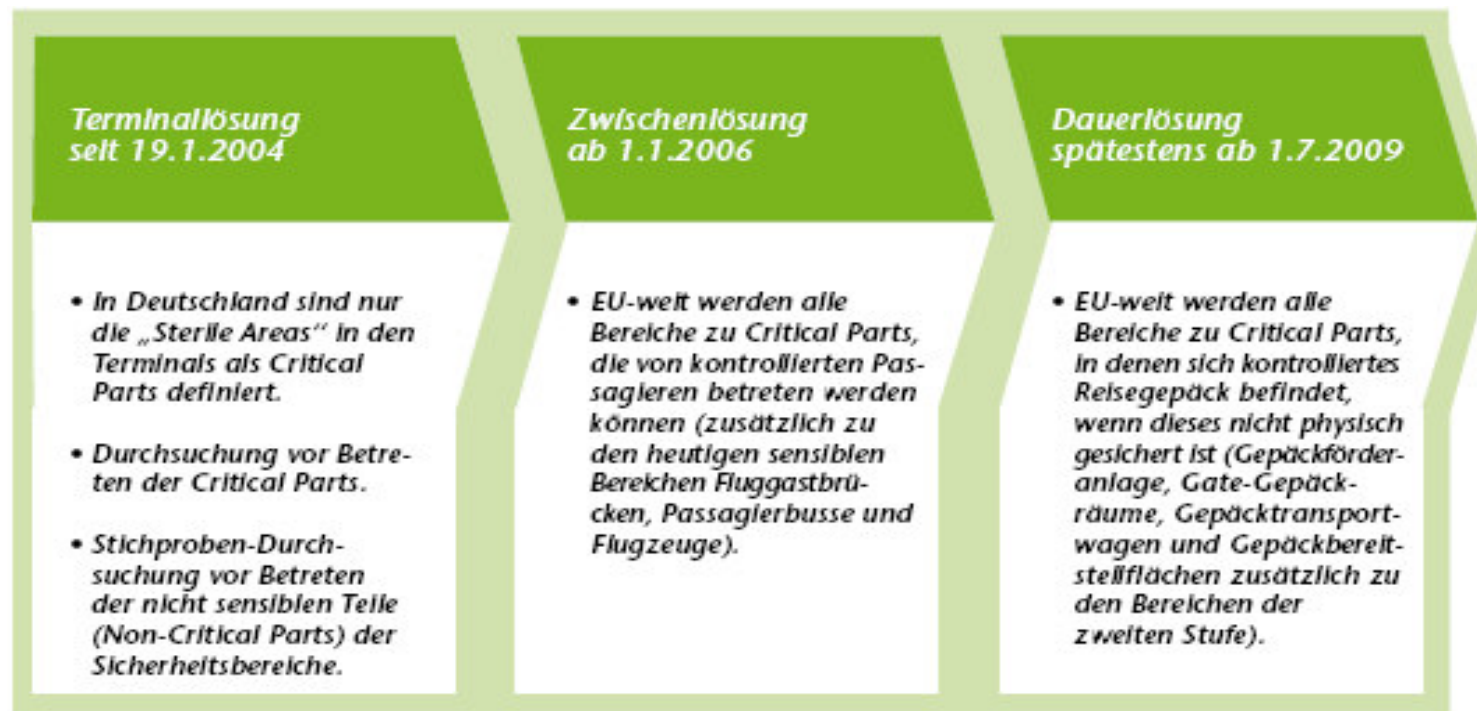 Terminallösung
seit 19.1.2004
• In Deutschland sind nur
die „Sterile Areas“ in den
Terminals als Critical
Parts definiert.
• Durchsuchung vor Betre-
ten der Critical Parts.
• Stichproben-Durch-
suchung vor Betreten
der nicht sensiblen Teile
(Non-Critical Parts) der
Sicherheitsbereiche.
Zwischenlösung
ab 1.1.2006
• EU-weit werden alle
Bereiche zu Critical Parts,
die von kontrollierten Pas-
sagieren betreten werden
können (zusätzlich zu
den heutigen sensiblen
Bereichen Fluggastbrü-
cken, Passagierbusse und
Flugzeuge).
Dauerlösung
spätestens ab 1.7.2009
• EU-weit werden alle
Bereiche zu Critical Parts,
in denen sich kontrolliertes
Reisegepäck befindet,
wenn dieses nicht physisch
gesichert ist (Gepäckförder-
anlage, Gate-Gepäck-
räume, Gepäcktransport-
wagen und Gepäckbereit-
stellflächen zusätzlich zu
den Bereichen der
zweiten Stufe).